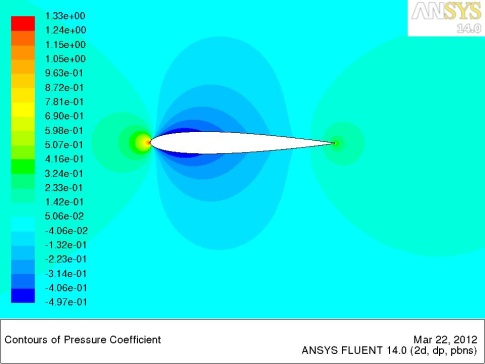 1.33e+00
1.24e+00
1.15e+00
1.05e+00
9.63e-01
8.72e-01
7.81e-01
6.90e-01
5.98e-01
5.07e-01
4.16e-01
3.24e-01
2.33e-01
1.42e-01
5.06e-02
-4.06e-02
-1.32e-01
-2.23e-01
-3.14e-01
-4.06e-01
-4.97e-01
ANSYS
14.0
Contours of Pressure Coefficient
Mar 22, 2012
ANSYS FLUENT 14.0 (2d, dp, pbns)